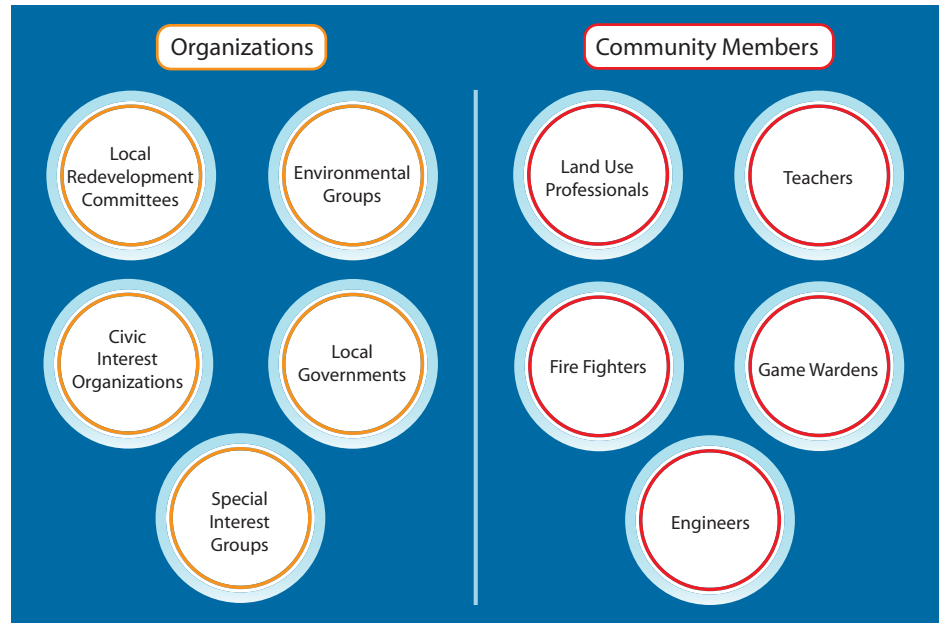 Organizations
Local
Redevelopment
Committees
Environmental
Groups
Civic
Interest
Organizations
Local
Governments
Special
Interest
Groups
Community Members
Land Use
Professionals
Teachers
Fire Fighters
Game Wardens
Engineers